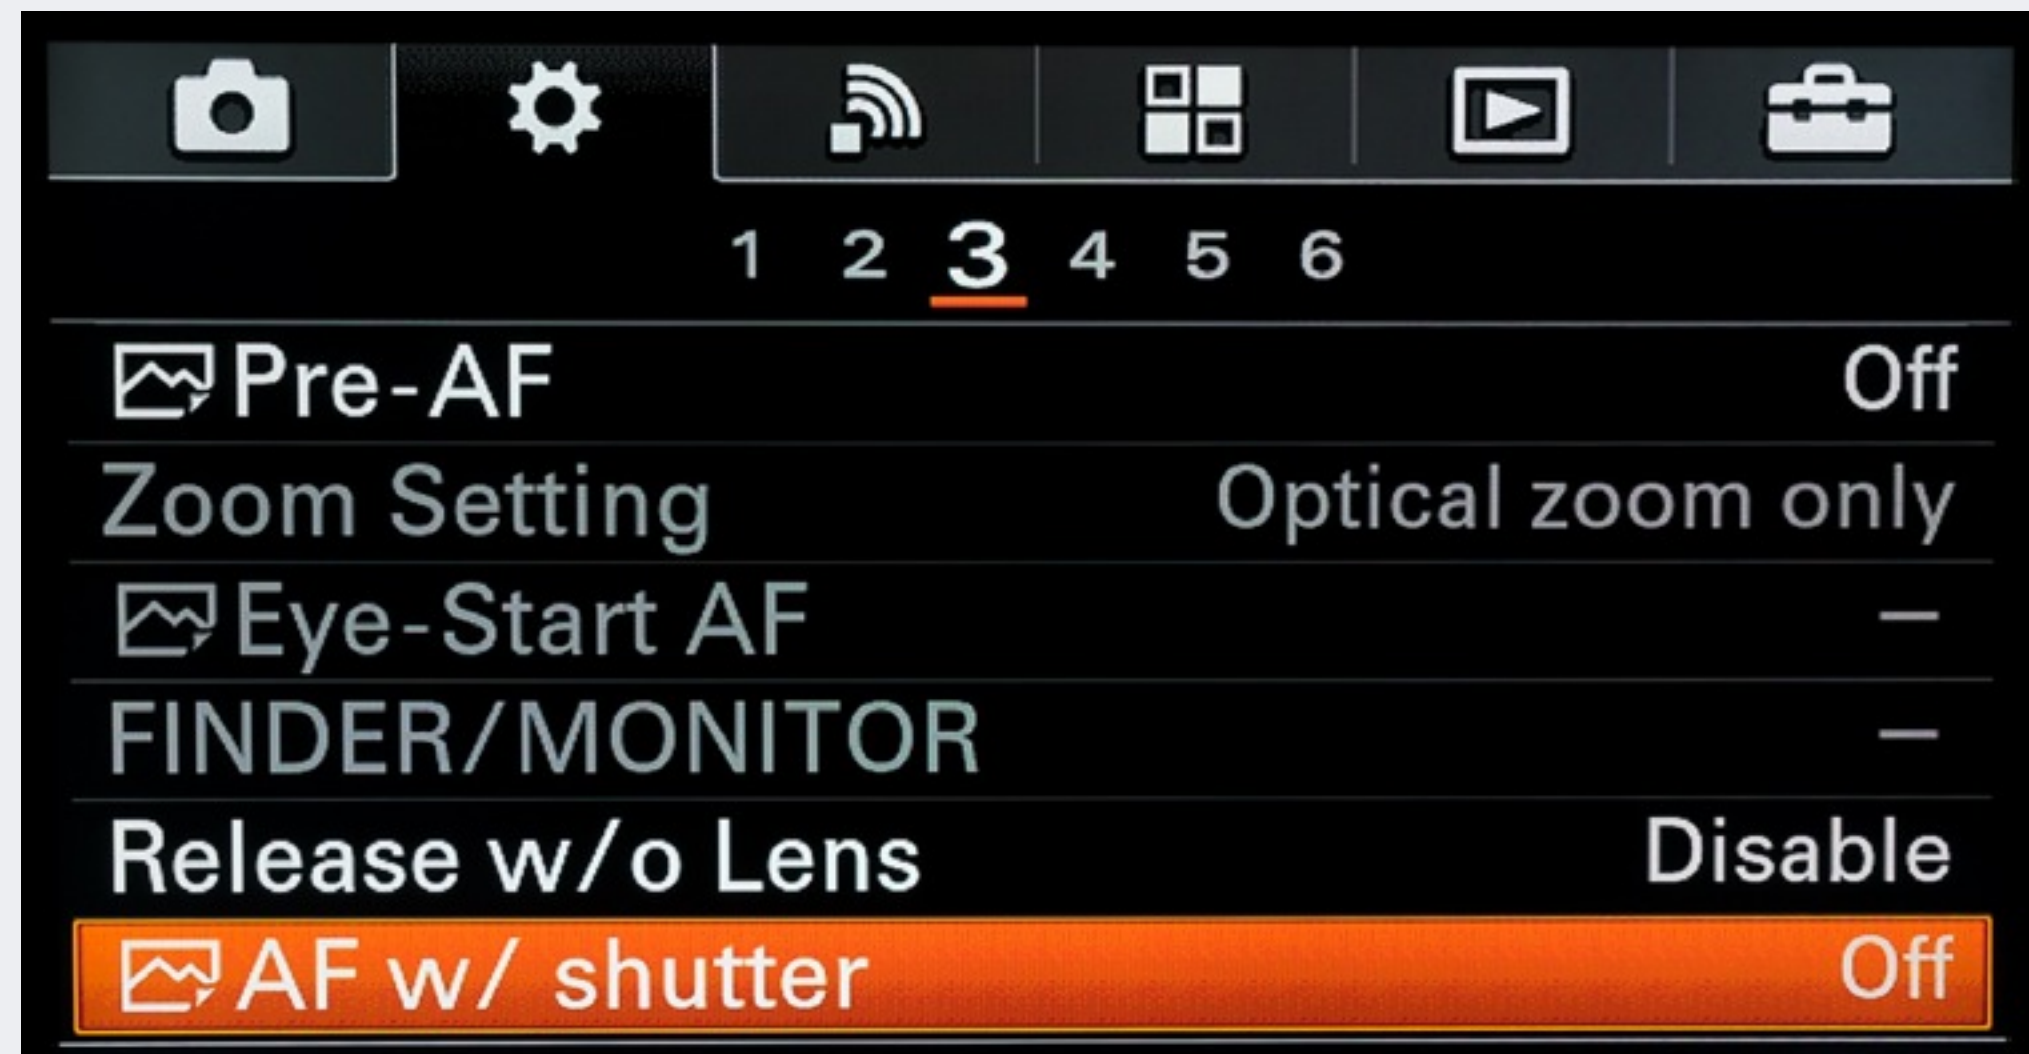 1 2 3 4 5 6
Pre-AF Off
Zoom Setting Optical zoom only
Eye-Start AF –
FINDER/MONITOR –
Release w/o Lens Disable
AF w/ shutter Off